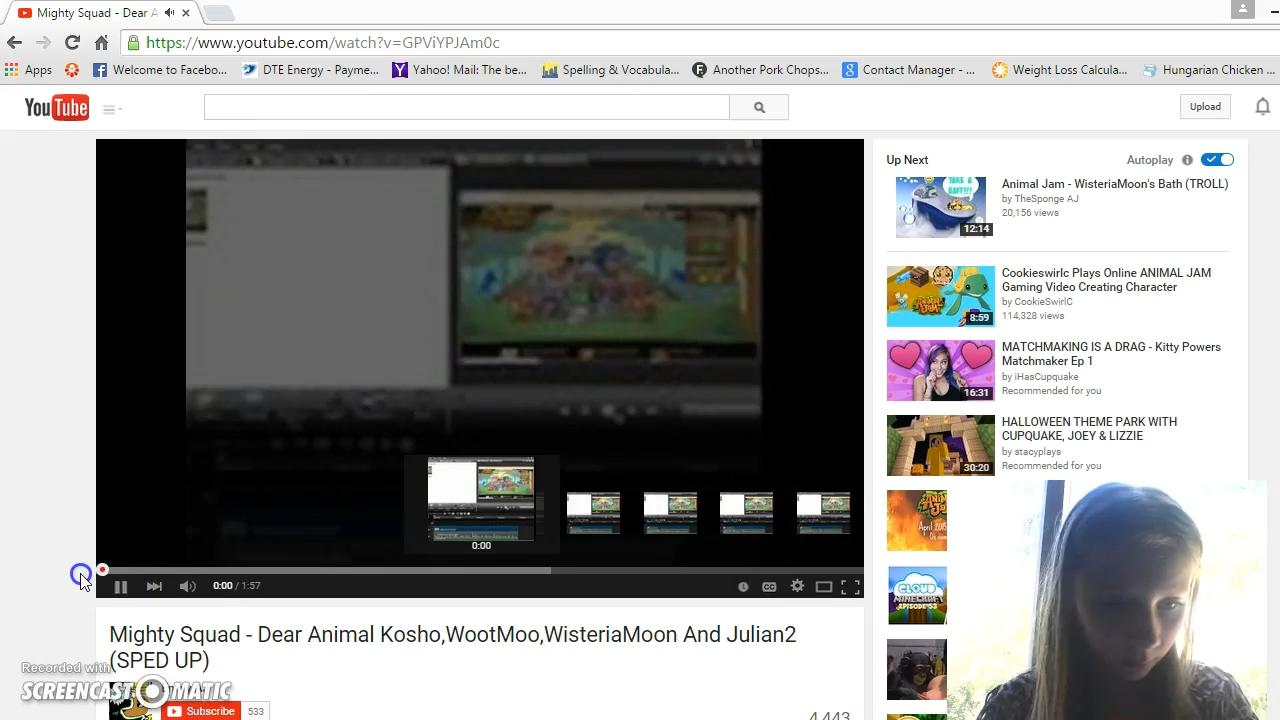 Mighty Squad - Dear A
https://www.youtube.com/watch?v=GPViYPJAm0c
Apps Welcome to Facebo... DTE Energy - Payme... Yahoo! Mail: The be... Spelling & Vocabula... Another Pork Chops... Contact Manager - ... Weight Loss Calcula... Hungarian Chicken ...
YouTube
Upload
Up Next
Autoplay
Animal Jam - WisteriaMoon's Bath (TROLL)
by TheSponge AJ
20,156 views
12:14
Cookieswirlc Plays Online ANIMAL JAM
Gaming Video Creating Character
by CookieSwirlC
114,328 views
8:59
MATCHMAKING IS A DRAG - Kitty Powers
Matchmaker Ep 1
by iHasCupquake
Recommended for you
16:31
HALLOWEEN THEME PARK WITH
CUPQUAKE, JOEY & LIZZIE
by stacyplays
Recommended for you
30:20
0:00
0:00 / 1:57
CC
Mighty Squad - Dear Animal Kosho,WootMoo,WisteriaMoon And Julian2
(SPED UP)
Recorded with
SCREENCAST-O-MATIC
Subscribe 533
4,443